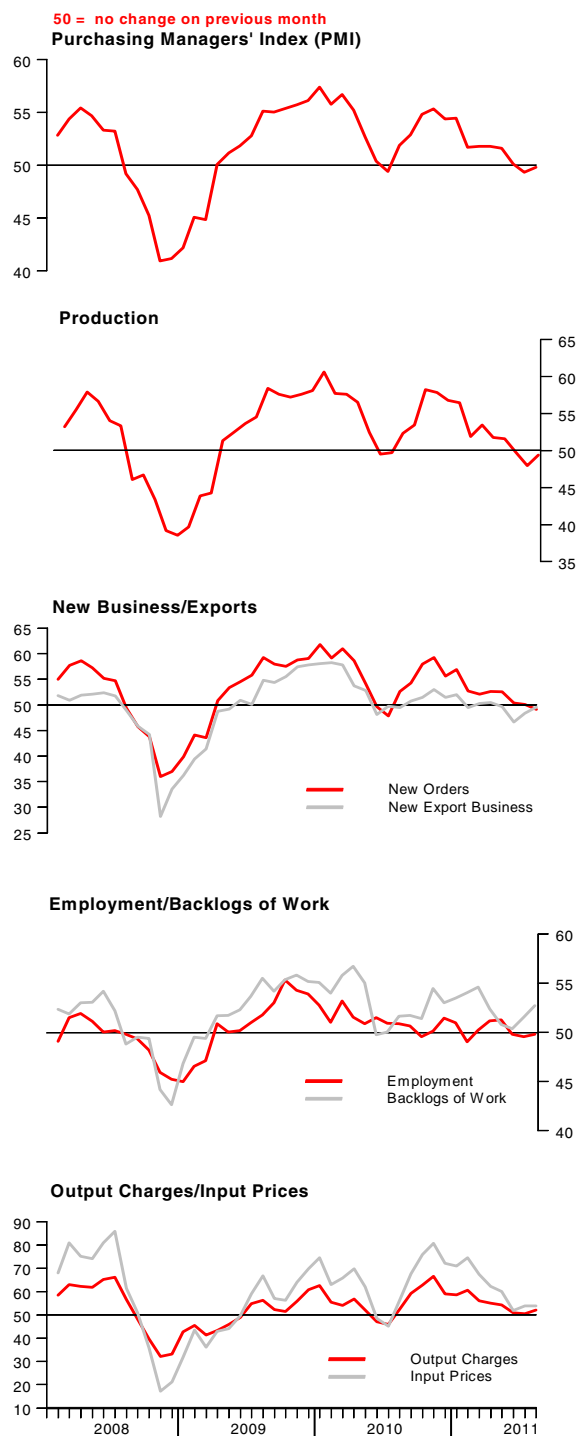 50 = no change on previous month
Purchasing Managers' Index (PMI)
60
55
50
45
40
Production
65
60
55
50
45
40
35
New Business/Exports
65
60
55
50
45
40
35
30
25
New Orders
New Export Business
Employment/Backlogs of Work
60
55
50
45
40
Employment
Backlogs of Work
Output Charges/Input Prices
90
80
70
60
50
40
30
20
10
Output Charges
Input Prices
2008 2009 2010 2011